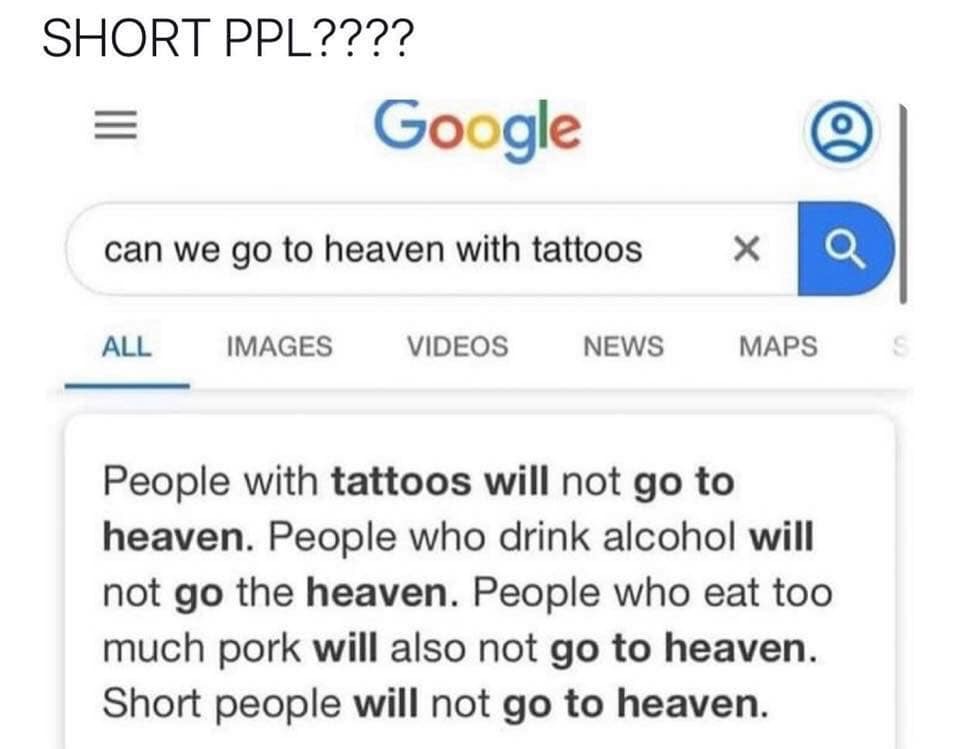 SHORT PPL????
Google
can we go to heaven with tattoos
ALL IMAGES VIDEOS NEWS MAPS S
People with tattoos will not go to
heaven. People who drink alcohol will
not go the heaven. People who eat too
much pork will also not go to heaven.
Short people will not go to heaven.